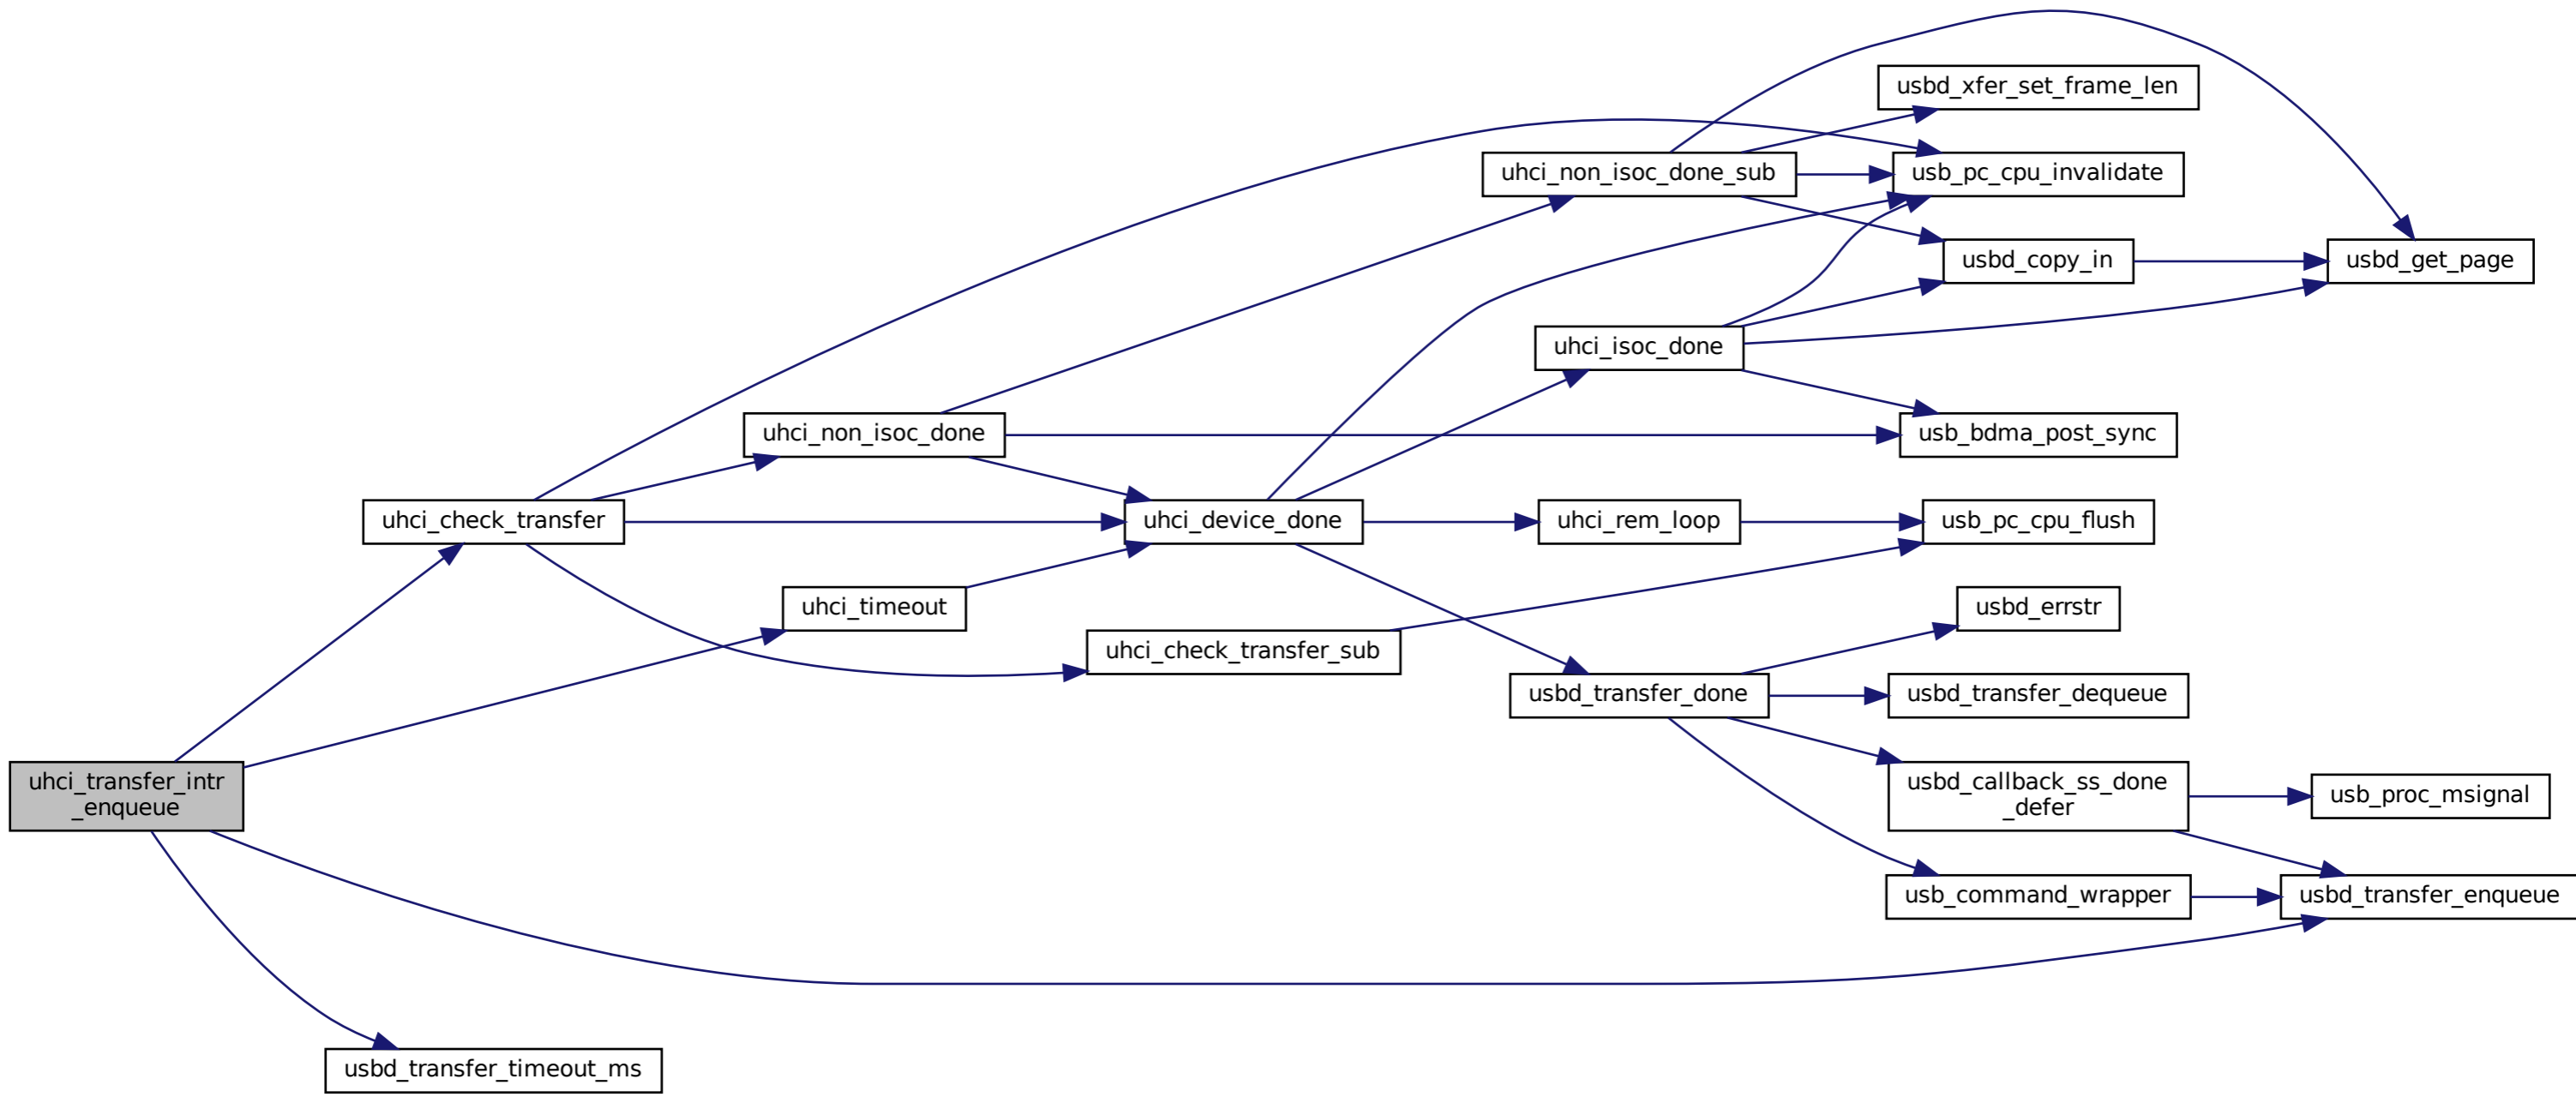 usbd_xfer_set_frame_len
uhci_non_isoc_done_sub
usb_pc_cpu_invalidate
usbd_copy_in
usbd_get_page
uhci_isoc_done
uhci_non_isoc_done
usb_bdma_post_sync
uhci_check_transfer
uhci_device_done
uhci_rem_loop
usb_pc_cpu_flush
uhci_timeout
usbd_errstr
uhci_check_transfer_sub
usbd_transfer_done
usbd_transfer_dequeue
uhci_transfer_intr
_enqueue
usbd_callback_ss_done
_defer
usb_proc_msignal
usb_command_wrapper
usbd_transfer_enqueue
usbd_transfer_timeout_ms